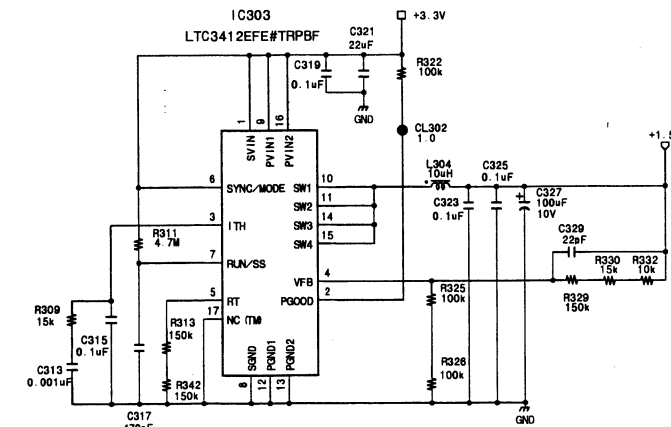 IC303
LTC3412EFE#TRPBF
+3.3V
C321
22uF
C319
0.1uF
R322
100k
GND
CL302
1.0
1
SVIN
9
PVIN1
16
PVIN2
+1.5
6
SYNC/MODE
SW1
10
L304
10uH
C325
0.1uF
SW2
11
C323
0.1uF
C327
100uF
10V
3
ITH
SW3
14
R311
4.7M
SW4
15
C329
22pF
7
RUN/SS
R330
15k
R332
10k
VFB
4
R325
100k
R329
150k
5
RT
PGOOD
2
R309
15k
17
NC (TM)
R313
150k
C315
0.1uF
C313
0.001uF
SGND
PGND1
PGND2
R326
100k
R342
150k
8
12
13
C317
GND